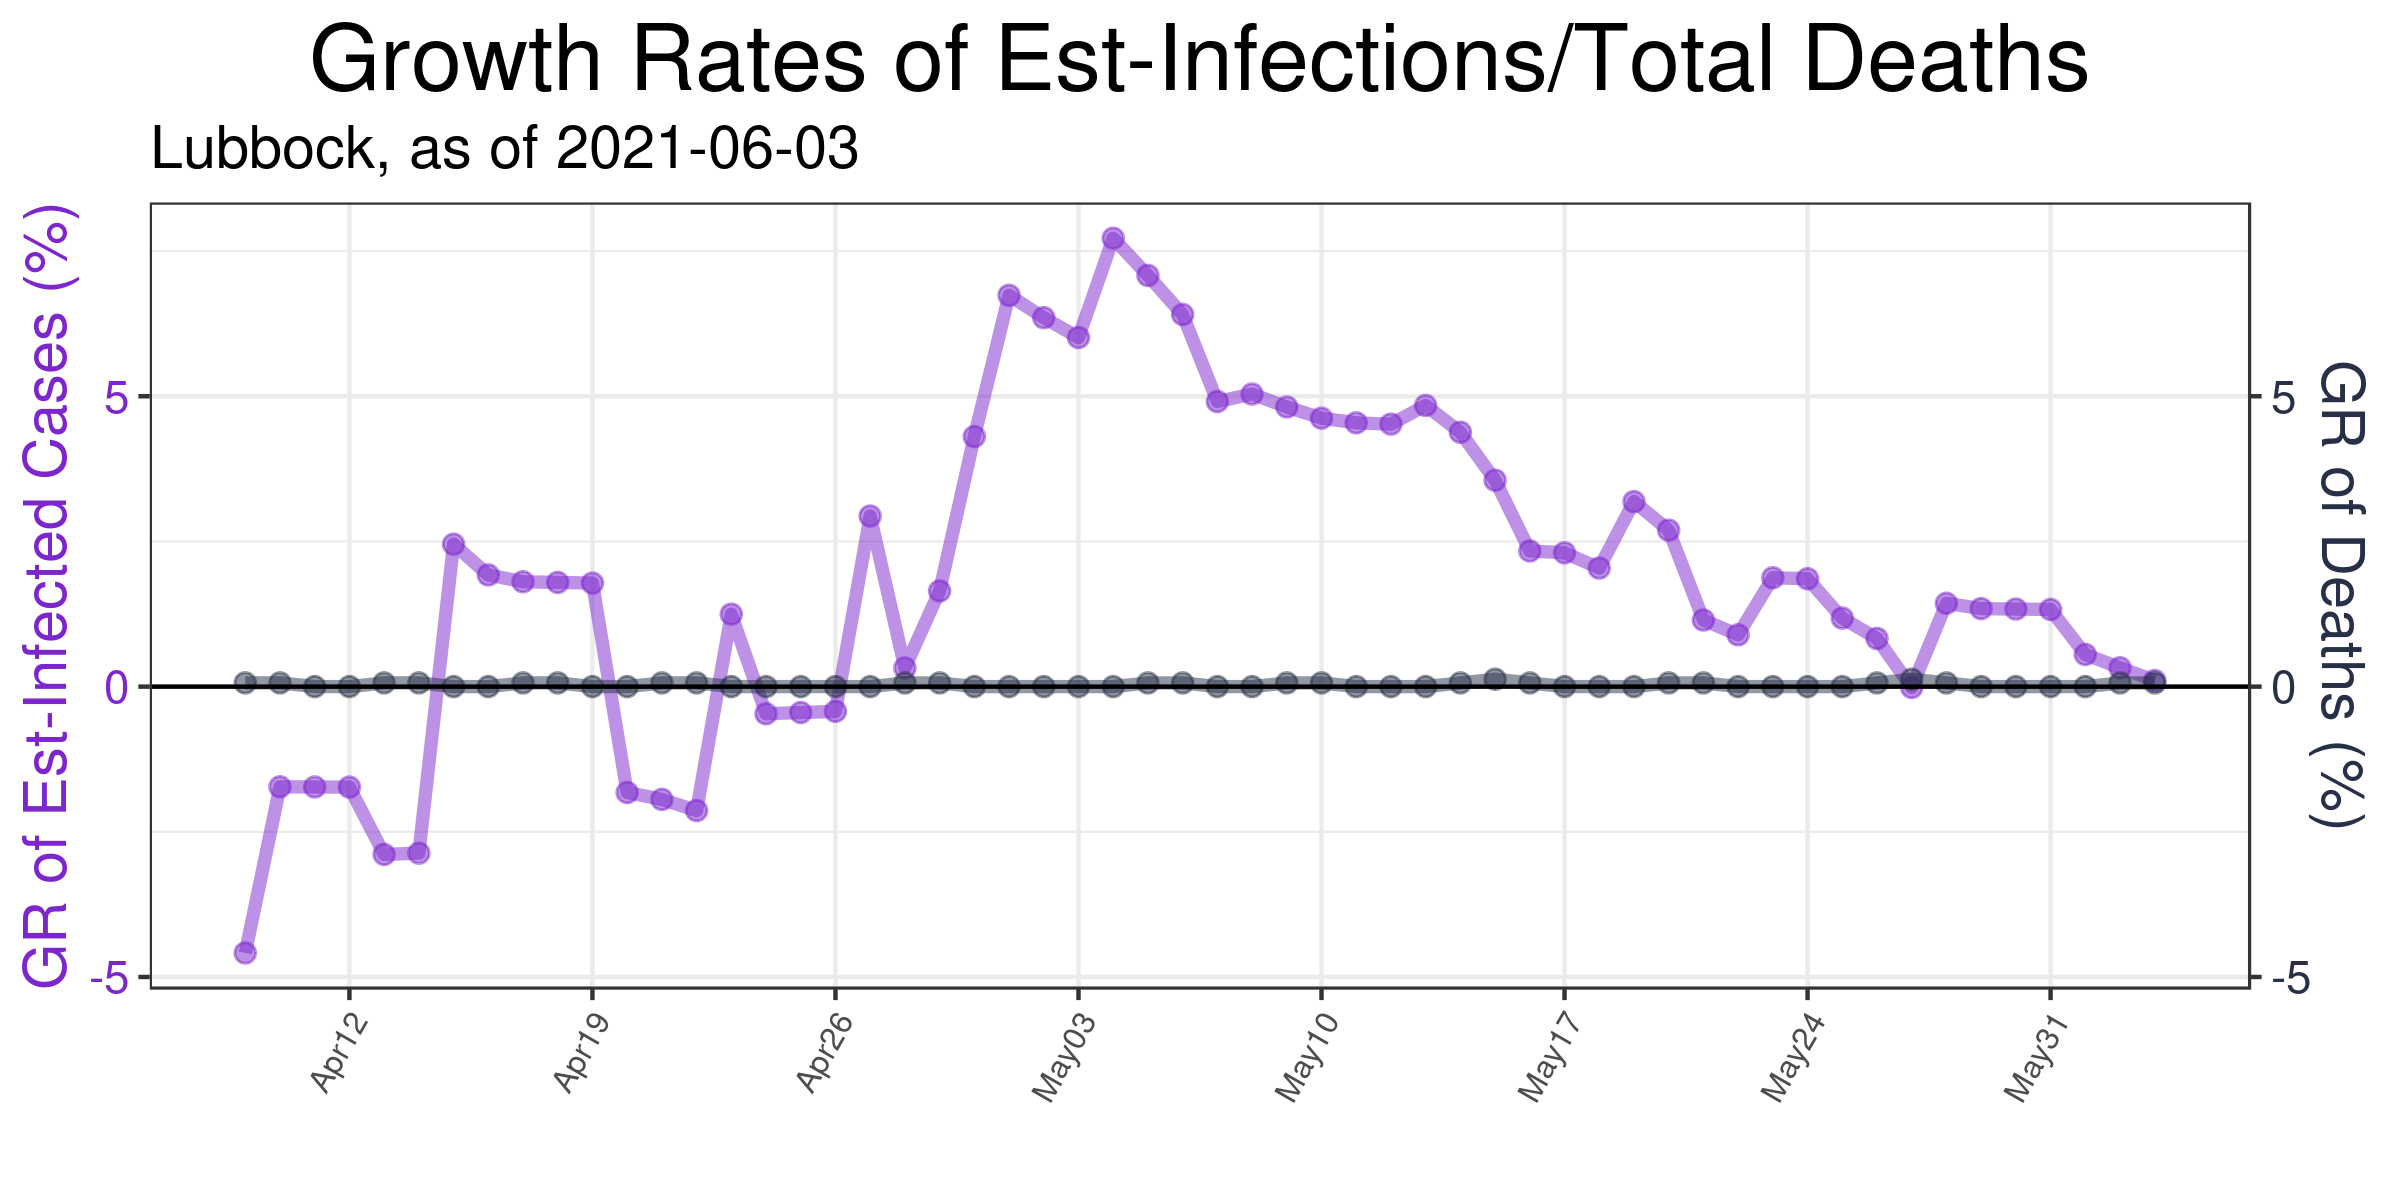 Growth Rates of Est-Infections/Total Deaths
Lubbock, as of 2021-06-03
GR of Est-Infected Cases (%)
5
0
-5
5
0
-5
GR of Deaths (%)
Apr12
Apr19
Apr26
May03
May10
May17
May24
May31